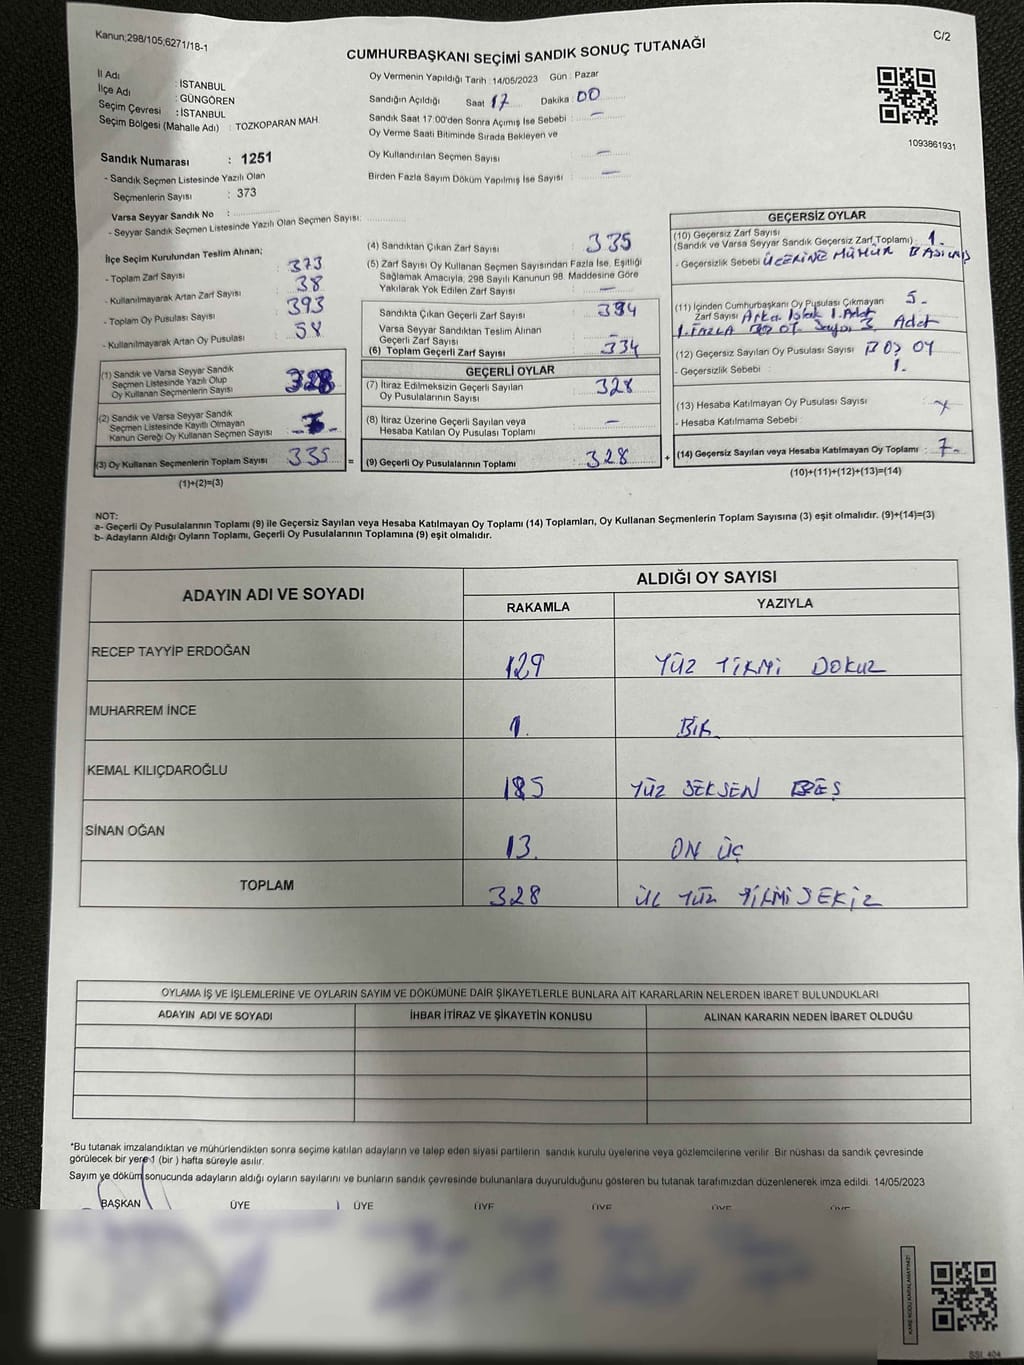 Kanun;298/105;6271/18-1
C/2
CUMHURBAŞKANI SEÇİMİ SANDIK SONUÇ TUTANAĞI
İl Adı : İSTANBUL
İlçe Adı : GÜNGÖREN
Seçim Çevresi : İSTANBUL
Seçim Bölgesi (Mahalle Adı) : TOZKOPARAN MAH.
Oy Vermenin Yapıldığı Tarih : 14/05/2023 Gün : Pazar
Sandığın Açıldığı Saat 17 Dakika : 00
Sandık Saat 17:00'den Sonra Açımış İse Sebebi : —
Oy Verme Saati Bitiminde Sırada Bekleyen ve
Oy Kullandırılan Seçmen Sayısı : —
Birden Fazla Sayım Döküm Yapılmış İse Sayısı : —
1093861931
Sandık Numarası : 1251
- Sandık Seçmen Listesinde Yazılı Olan
Seçmenlerin Sayısı : 373
Varsa Seyyar Sandık No :
- Seyyar Sandık Seçmen Listesinde Yazılı Olan Seçmen Sayısı:
İlçe Seçim Kurulundan Teslim Alınan;
- Toplam Zarf Sayısı : 373
- Kullanılmayarak Artan Zarf Sayısı : 38
- Toplam Oy Pusulası Sayısı : 393
- Kullanılmayarak Artan Oy Pusulası : 58
(1) Sandık ve Varsa Seyyar Sandık
Seçmen Listesinde Yazılı Olup
Oy Kullanan Seçmenlerin Sayısı : 328
(2) Sandık ve Varsa Seyyar Sandık
Seçmen Listesinde Kayıtlı Olmayan
Kanun Gereği Oy Kullanan Seçmen Sayısı
(3) Oy Kullanan Seçmenlerin Toplam Sayısı : 335 =
(1)+(2)=(3)
(4) Sandıktan Çıkan Zarf Sayısı : 335
(5) Zarf Sayısı Oy Kullanan Seçmen Sayısından Fazla İse, Eşitliği
Sağlamak Amacıyla, 298 Sayılı Kanunun 98. Maddesine Göre
Yakılarak Yok Edilen Zarf Sayısı : —
Sandıkta Çıkan Geçerli Zarf Sayısı : 334
Varsa Seyyar Sandıktan Teslim Alınan
Geçerli Zarf Sayısı : —
(6) Toplam Geçerli Zarf Sayısı : 334
GEÇERLİ OYLAR
(7) İtiraz Edilmeksizin Geçerli Sayılan
Oy Pusulalarının Sayısı : 328
(8) İtiraz Üzerine Geçerli Sayılan veya
Hesaba Katılan Oy Pusulası Toplamı : —
(9) Geçerli Oy Pusulalarının Toplamı : 328 +
GEÇERSİZ OYLAR
(10) Geçersiz Zarf Sayısı
(Sandık ve Varsa Seyyar Sandık Geçersiz Zarf Toplamı) : 1.
- Geçersizlik Sebebi : ÜCERİNE MÜHÜR BASILMIŞ
(11) İçinden Cumhurbaşkanı Oy Pusulası Çıkmayan 5.
Zarf Sayısı 1. Adet
1. FAZLA BOŞ OY 3 Adet
(12) Geçersiz Sayılan Oy Pusulası Sayısı : BOŞ OY
- Geçersizlik Sebebi : 1.
(13) Hesaba Katılmayan Oy Pusulası Sayısı :
- Hesaba Katılmama Sebebi :
(14) Geçersiz Sayılan veya Hesaba Katılmayan Oy Toplamı : 7.
(10)+(11)+(12)+(13)=(14)
NOT:
a- Geçerli Oy Pusulalarının Toplamı (9) ile Geçersiz Sayılan veya Hesaba Katılmayan Oy Toplamı (14) Toplamları, Oy Kullanan Seçmenlerin Toplam Sayısına (3) eşit olmalıdır. (9)+(14)=(3)
b- Adayların Aldığı Oyların Toplamı, Geçerli Oy Pusulalarının Toplamına (9) eşit olmalıdır.
ADAYIN ADI VE SOYADI
ALDIĞI OY SAYISI
RAKAMLA YAZIYLA
RECEP TAYYİP ERDOĞAN 129 YÜZ YİRMİ DOKUZ
MUHARREM İNCE 1. BİR
KEMAL KILIÇDAROĞLU 185 YÜZ SEKSEN BEŞ
SİNAN OĞAN 13. ON ÜÇ
TOPLAM 328 ÜÇ YÜZ YİRMİ SEKİZ
OYLAMA İŞ VE İŞLEMLERİNE VE OYLARIN SAYIM VE DÖKÜMÜNE DAİR ŞİKAYETLERLE BUNLARA AİT KARARLARIN NELERDEN İBARET BULUNDUKLARI
ADAYIN ADI VE SOYADI İHBAR İTİRAZ VE ŞİKAYETİN KONUSU ALINAN KARARIN NEDEN İBARET OLDUĞU
*Bu tutanak imzalandıktan ve mühürlendikten sonra seçime katılan adayların ve talep eden siyasi partilerin sandık kurulu üyelerine veya gözlemcilerine verilir. Bir nüshası da sandık çevresinde
görülecek bir yere 1 (bir ) hafta süreyle asılır.
Sayım ve döküm sonucunda adayların aldığı oyların sayılarını ve bunların sandık çevresinde bulunanlara duyurulduğunu gösteren bu tutanak tarafımızdan düzenlenerek imza edildi. 14/05/2023
BAŞKAN ÜYE ÜYE ÜYE ÜYE ÜYE ÜYE
KARE KODU KAPATMAYINIZ!
SSI_404